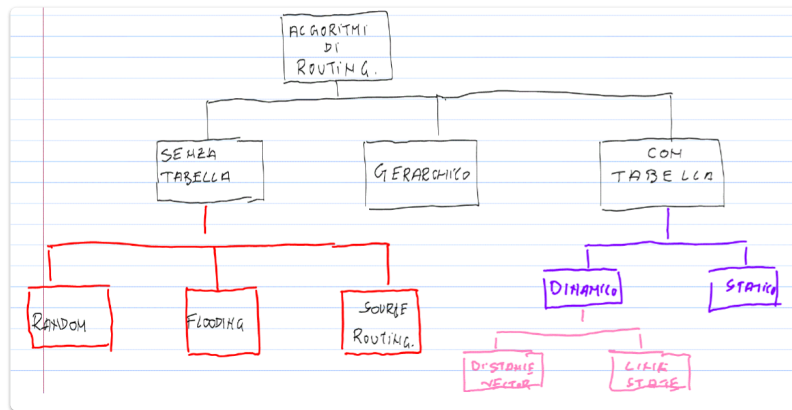 ALGORITMI
DI
ROUTING.
SENZA
TABELLA
GERARCHICO
CON
TABELLA
RANDOM
FLOODING
SOURCE
ROUTING.
DINAMICO
STATICO
DISTANCE
VECTOR
LINK
STATE